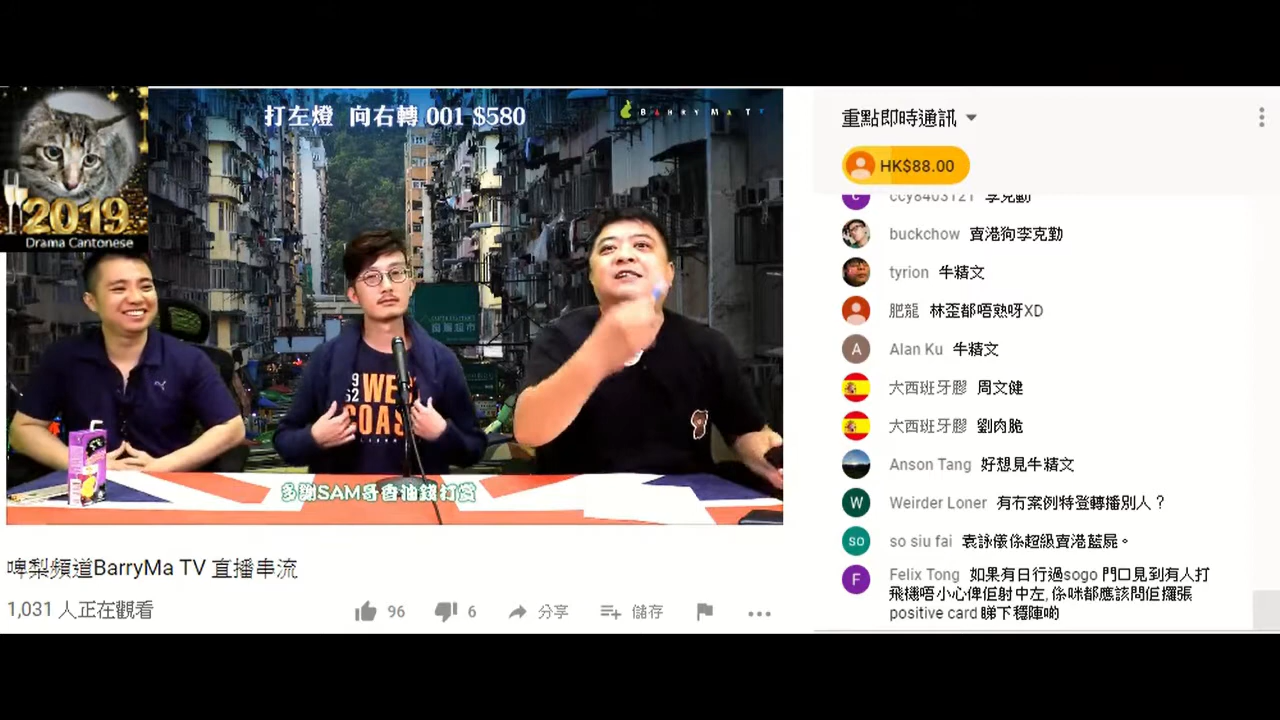 打左燈 向右轉 001 $580
BARRYMA TV
2019
Drama Cantonese
WEST
COAST
多謝SAM哥香油錢打賞
啤梨頻道BarryMa TV 直播串流
1,031 人正在觀看
96
6
分享
儲存
重點即時通訊
HK$88.00
ccy8403121 李克勤
buckchow 賣港狗李克勤
tyrion 牛精文
肥龍 林歪都唔熟呀XD
Alan Ku 牛精文
大西班牙膠 周文健
大西班牙膠 劉肉脆
Anson Tang 好想見牛精文
Weirder Loner 有冇案例特登轉播別人？
so siu fai 袁詠儀係超級賣港藍屍。
Felix Tong 如果有日行過sogo 門口見到有人打
飛機唔小心俾佢射中左, 係咪都應該問佢攞張
positive card 睇下穩陣啲